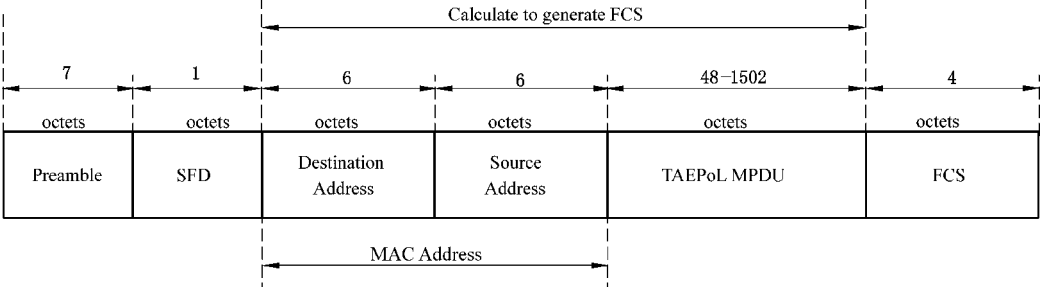 Calculate to generate FCS
7 1 6 6 48-1502 4
octets octets octets octets octets octets
Preamble SFD Destination Address Source Address TAEPoL MPDU FCS
MAC Address